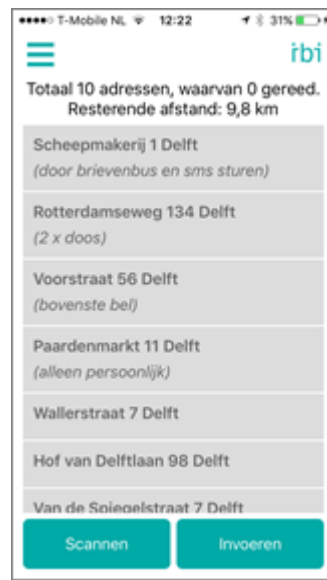 T-Mobile NL 12:22 31%
rbi
Totaal 10 adressen, waarvan 0 gereed.
Resterende afstand: 9,8 km
Scheepmakerij 1 Delft
(door brievenbus en sms sturen)
Rotterdamseweg 134 Delft
(2 x doos)
Voorstraat 56 Delft
(bovenste bel)
Paardenmarkt 11 Delft
(alleen persoonlijk)
Wallerstraat 7 Delft
Hof van Delftlaan 98 Delft
Van de Spiegelstraat 7 Delft
Scannen Invoeren